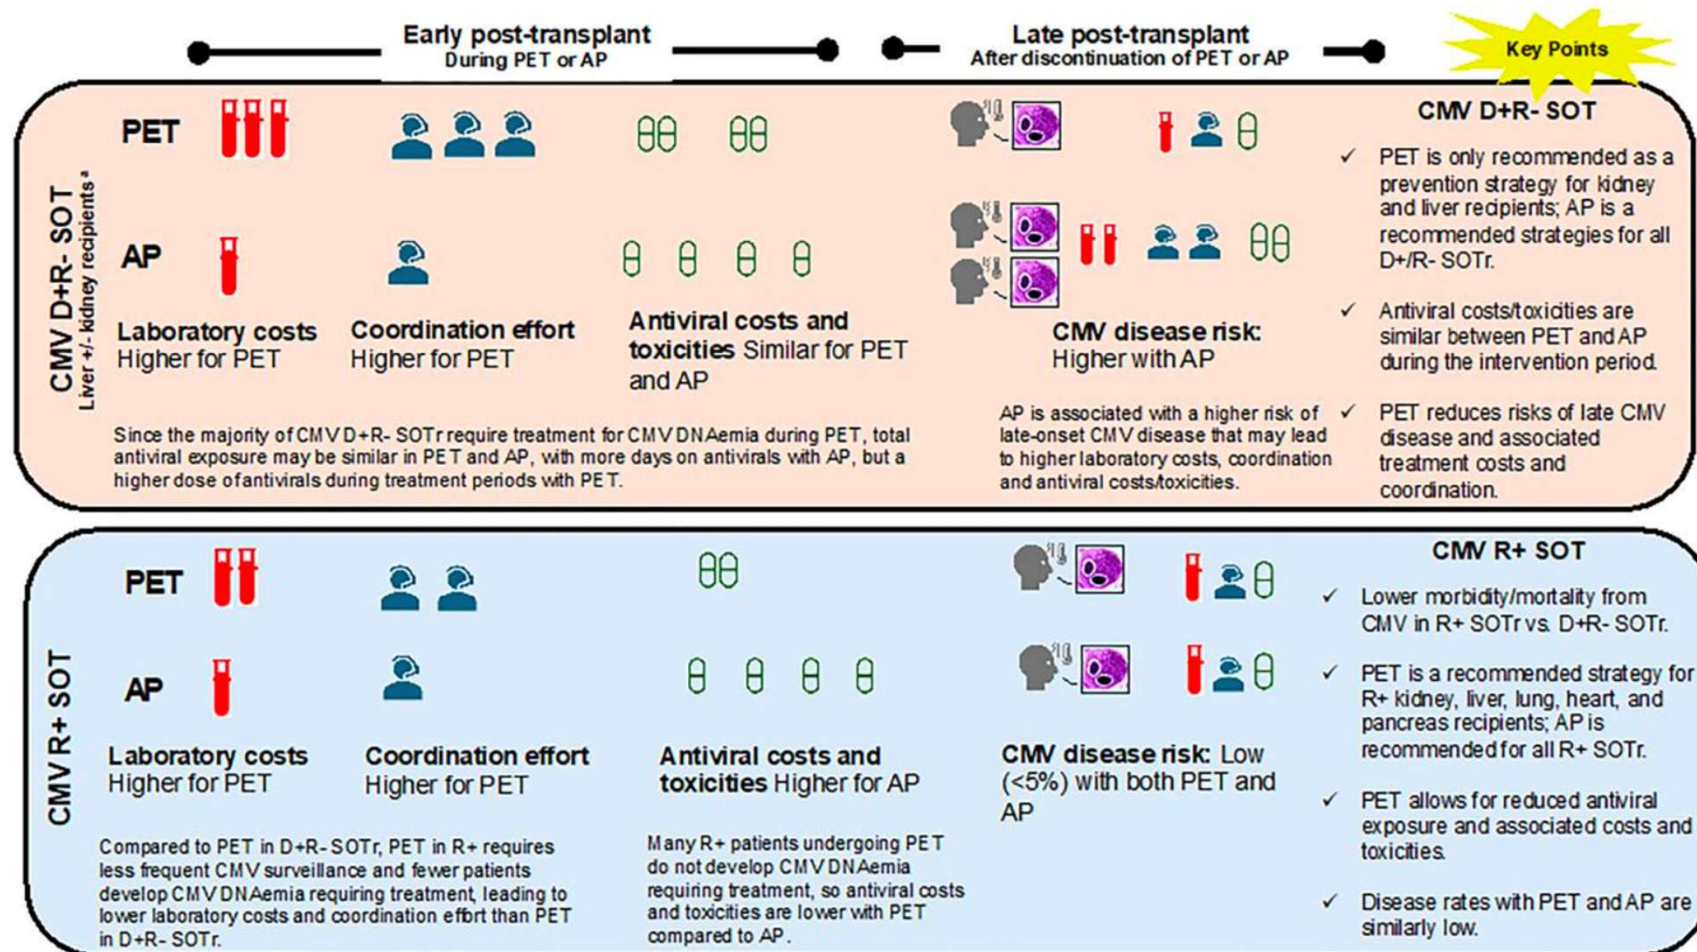 Early post-transplant
During PET or AP
Late post-transplant
After discontinuation of PET or AP
Key Points
CMV D+R- SOT
Liver +/- kidney recipients a
PET
AP
Laboratory costs
Higher for PET
Coordination effort
Higher for PET
Antiviral costs and
toxicities Similar for PET
and AP
CMV disease risk:
Higher with AP
Since the majority of CMV D+R- SOTr require treatment for CMV DNAemia during PET, total
antiviral exposure may be similar in PET and AP, with more days on antivirals with AP, but a
higher dose of antivirals during treatment periods with PET.
AP is associated with a higher risk of
late-onset CMV disease that may lead
to higher laboratory costs, coordination
and antiviral costs/toxicities.
CMV D+R- SOT
✓ PET is only recommended as a
prevention strategy for kidney
and liver recipients; AP is a
recommended strategies for all
D+/R- SOTr.
✓ Antiviral costs/toxicities are
similar between PET and AP
during the intervention period.
✓ PET reduces risks of late CMV
disease and associated
treatment costs and
coordination.
CMV R+ SOT
PET
AP
Laboratory costs
Higher for PET
Coordination effort
Higher for PET
Antiviral costs and
toxicities Higher for AP
CMV disease risk: Low
(<5%) with both PET and
AP
Compared to PET in D+R- SOTr, PET in R+ requires
less frequent CMV surveillance and fewer patients
develop CMV DNAemia requiring treatment, leading to
lower laboratory costs and coordination effort than PET
in D+R- SOTr.
Many R+ patients undergoing PET
do not develop CMV DNAemia
requiring treatment, so antiviral costs
and toxicities are lower with PET
compared to AP.
CMV R+ SOT
✓ Lower morbidity/mortality from
CMV in R+ SOTr vs. D+R- SOTr.
✓ PET is a recommended strategy for
R+ kidney, liver, lung, heart, and
pancreas recipients; AP is
recommended for all R+ SOTr.
✓ PET allows for reduced antiviral
exposure and associated costs and
toxicities.
✓ Disease rates with PET and AP are
similarly low.